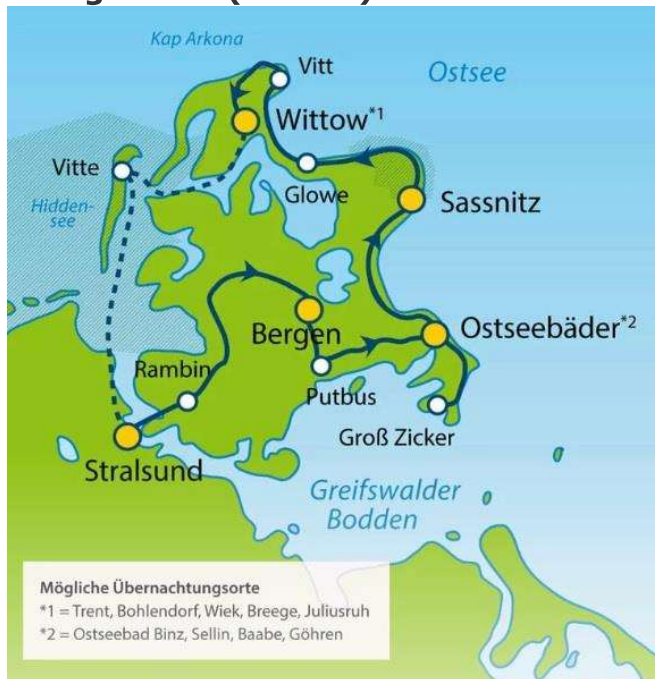 Kap Arkona
Vitt
Ostsee
Wittow*1
Vitte
Glowe
Hidden-
see
Sassnitz
Bergen
Ostseebäder*2
Rambin
Putbus
Groß Zicker
Stralsund
Greifswalder
Bodden
Mögliche Übernachtungsorte
*1 = Trent, Bohlendorf, Wiek, Breege, Juliusruh
*2 = Ostseebad Binz, Sellin, Baabe, Göhren